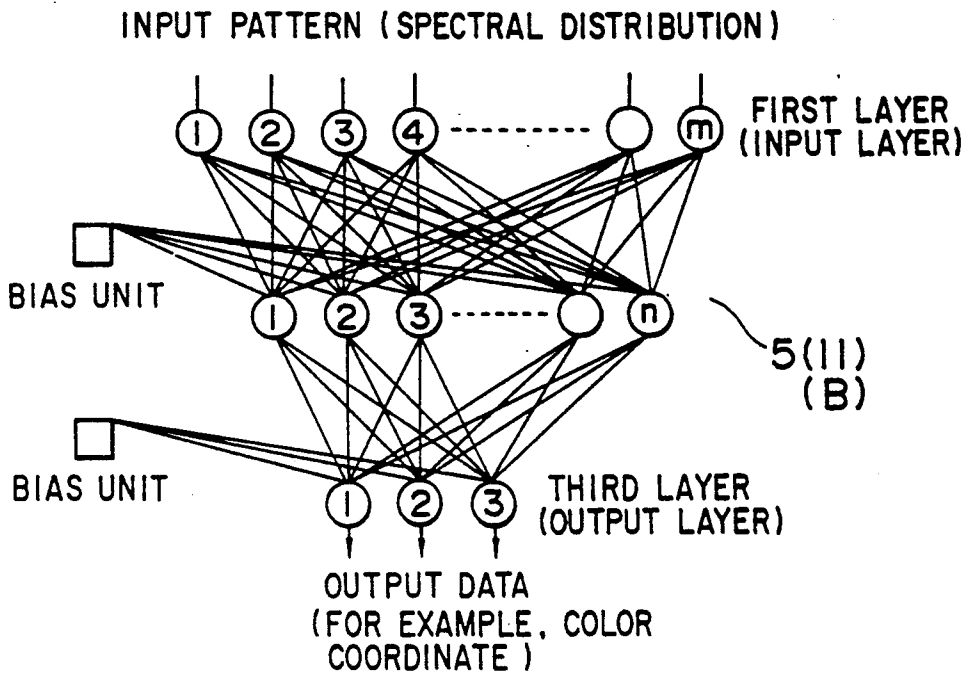 INPUT PATTERN (SPECTRAL DISTRIBUTION)
1 2 3 4 m
FIRST LAYER
(INPUT LAYER)
BIAS UNIT
1 2 3 n
5(11)
(B)
BIAS UNIT
1 2 3
THIRD LAYER
(OUTPUT LAYER)
OUTPUT DATA
(FOR EXAMPLE, COLOR
COORDINATE)